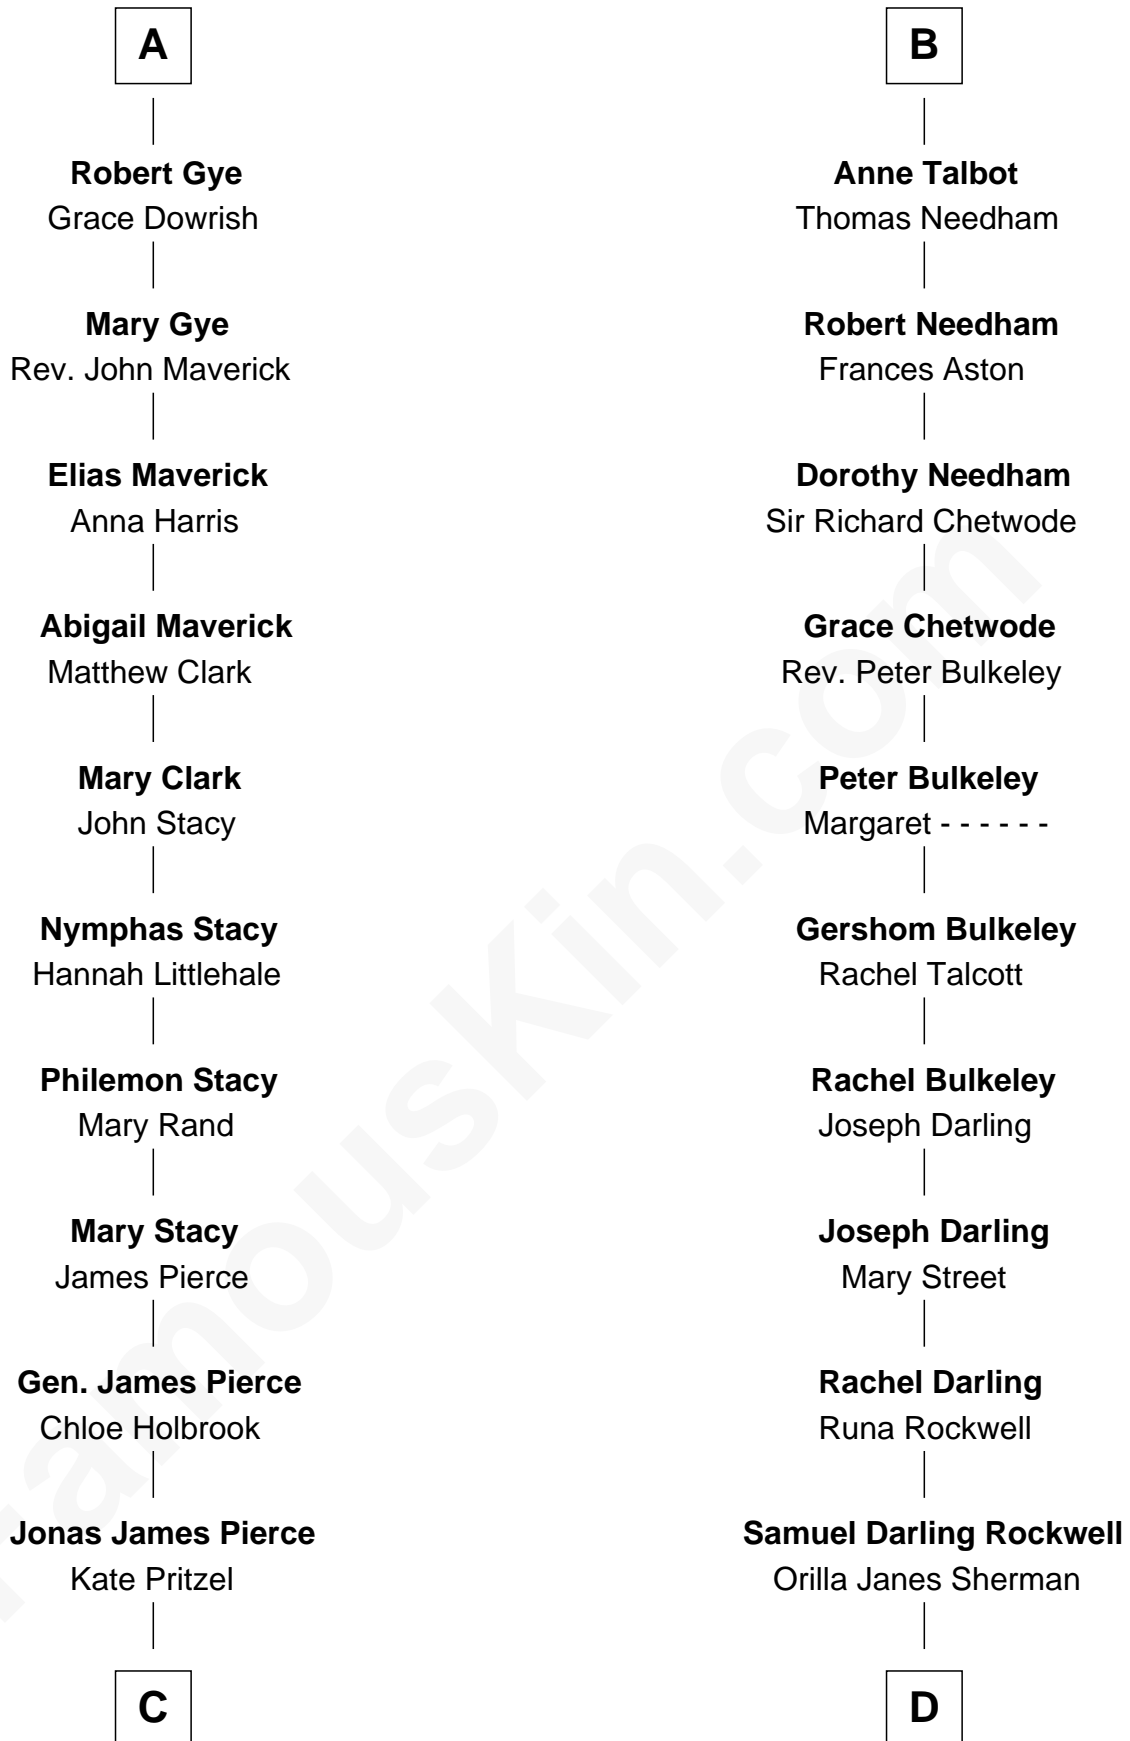 A
Robert Gye
Grace Dowrish
Mary Gye
Rev. John Maverick
Elias Maverick
Anna Harris
Abigail Maverick
Matthew Clark
Mary Clark
John Stacy
Nymphas Stacy
Hannah Littlehale
Philemon Stacy
Mary Rand
Mary Stacy
James Pierce
Gen. James Pierce
Chloe Holbrook
Jonas James Pierce
Kate Pritzel
C
B
Anne Talbot
Thomas Needham
Robert Needham
Frances Aston
Dorothy Needham
Sir Richard Chetwode
Grace Chetwode
Rev. Peter Bulkeley
Peter Bulkeley
Margaret - - - - - -
Gershom Bulkeley
Rachel Talcott
Rachel Bulkeley
Joseph Darling
Joseph Darling
Mary Street
Rachel Darling
Runa Rockwell
Samuel Darling Rockwell
Orilla Janes Sherman
D
FamousKin.com